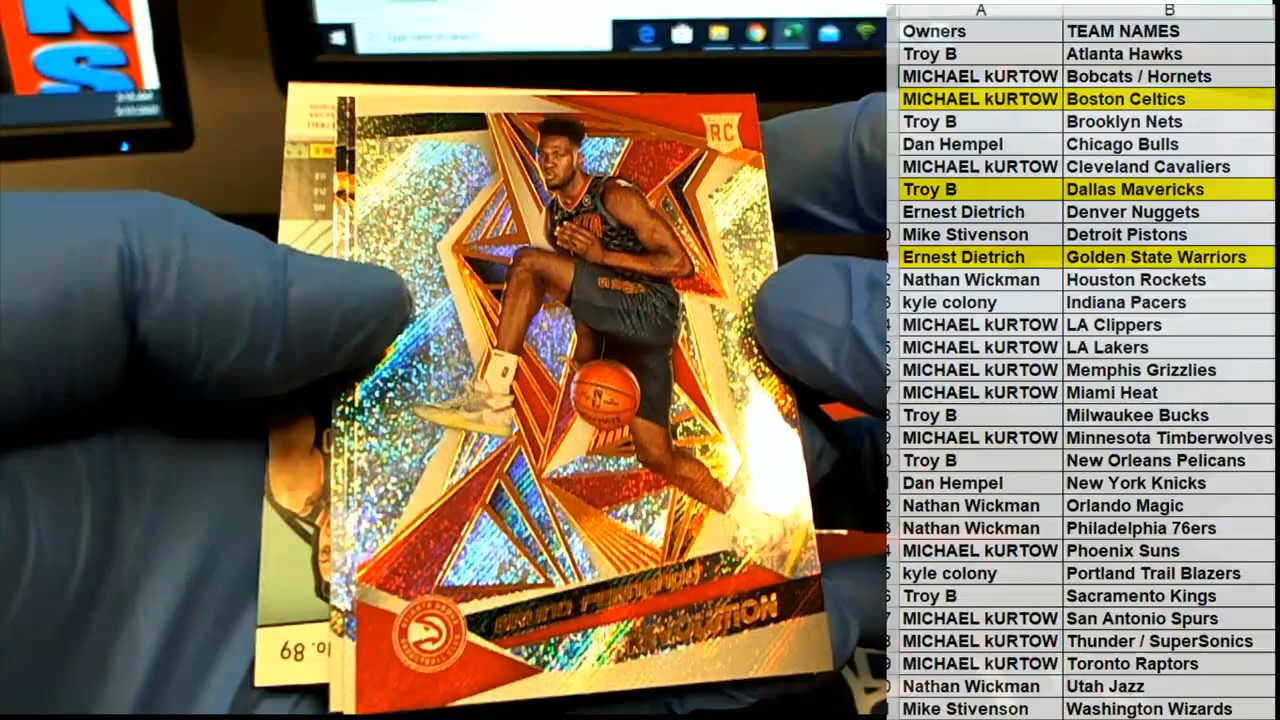 KS
A B
Owners TEAM NAMES
Troy B Atlanta Hawks
MICHAEL kURTOW Bobcats / Hornets
MICHAEL kURTOW Boston Celtics
Troy B Brooklyn Nets
Dan Hempel Chicago Bulls
MICHAEL kURTOW Cleveland Cavaliers
Troy B Dallas Mavericks
Ernest Dietrich Denver Nuggets
Mike Stivenson Detroit Pistons
Ernest Dietrich Golden State Warriors
Nathan Wickman Houston Rockets
kyle colony Indiana Pacers
MICHAEL kURTOW LA Clippers
MICHAEL kURTOW LA Lakers
MICHAEL kURTOW Memphis Grizzlies
MICHAEL kURTOW Miami Heat
Troy B Milwaukee Bucks
MICHAEL kURTOW Minnesota Timberwolves
Troy B New Orleans Pelicans
Dan Hempel New York Knicks
Nathan Wickman Orlando Magic
Nathan Wickman Philadelphia 76ers
MICHAEL kURTOW Phoenix Suns
kyle colony Portland Trail Blazers
Troy B Sacramento Kings
MICHAEL kURTOW San Antonio Spurs
MICHAEL kURTOW Thunder / SuperSonics
MICHAEL kURTOW Toronto Raptors
Nathan Wickman Utah Jazz
Mike Stivenson Washington Wizards
RC
BRUNO FERNANDO
No. 89